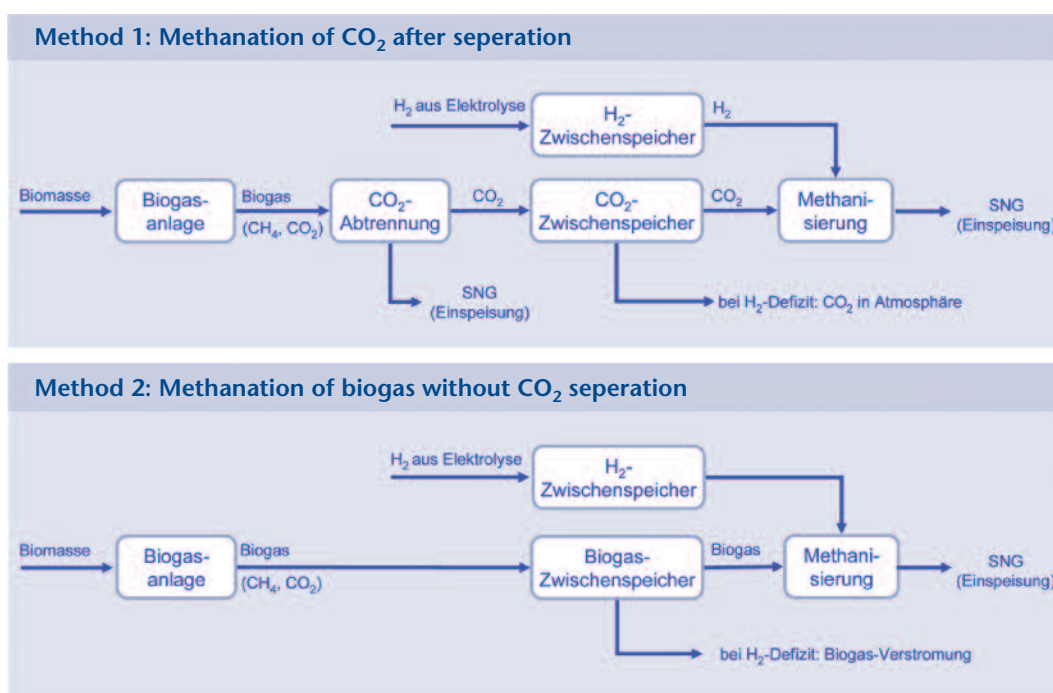 Method 1: Methanation of CO₂ after seperation
H₂ aus Elektrolyse
H₂-
Zwischenspeicher
H₂
Biomasse
Biogas-
anlage
Biogas
(CH₄, CO₂)
CO₂-
Abtrennung
CO₂
CO₂-
Zwischenspeicher
CO₂
Methani-
sierung
SNG
(Einspeisung)
SNG
(Einspeisung)
bei H₂-Defizit: CO₂ in Atmosphäre
Method 2: Methanation of biogas without CO₂ seperation
H₂ aus Elektrolyse
H₂-
Zwischenspeicher
Biomasse
Biogas-
anlage
Biogas
(CH₄, CO₂)
Biogas-
Zwischenspeicher
Biogas
Methani-
sierung
SNG
(Einspeisung)
bei H₂-Defizit: Biogas-Verstromung